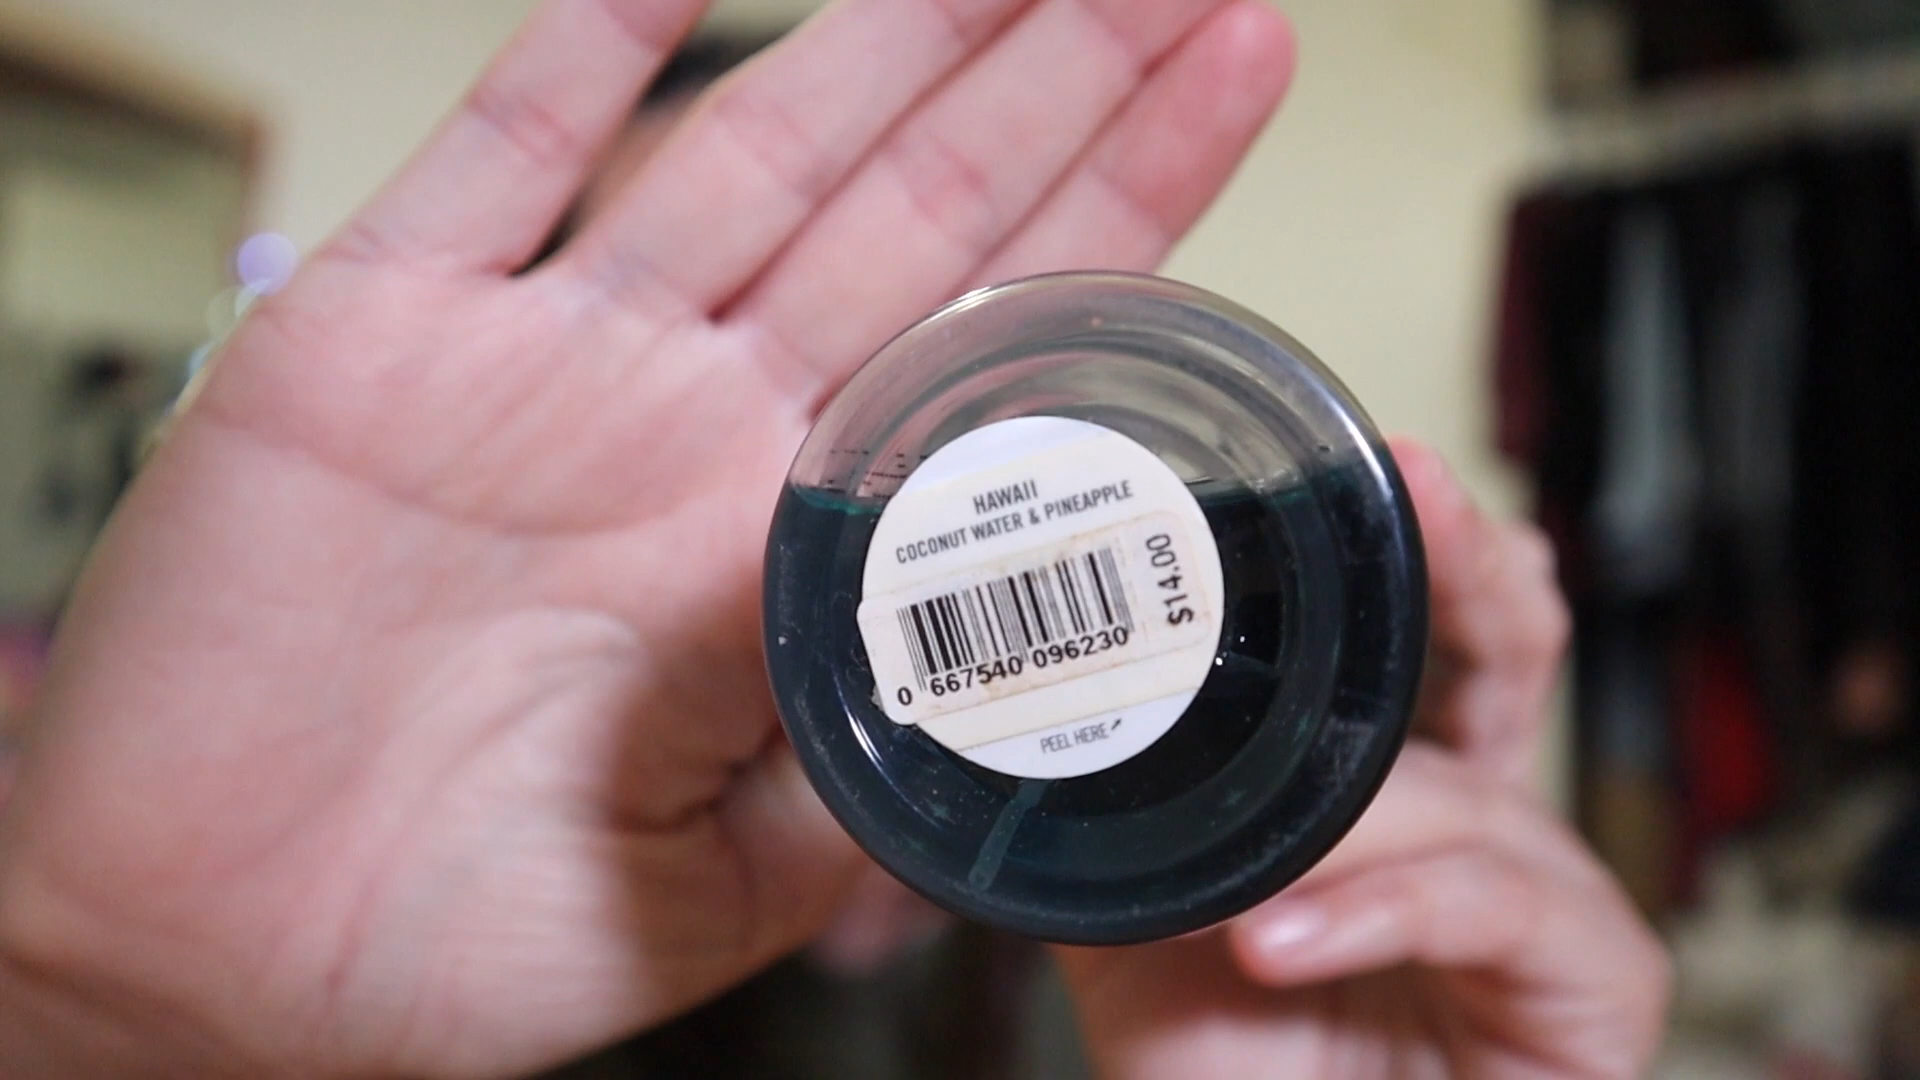 HAWAII
COCONUT WATER & PINEAPPLE
$14.00
0 667540 096230
PEEL HERE